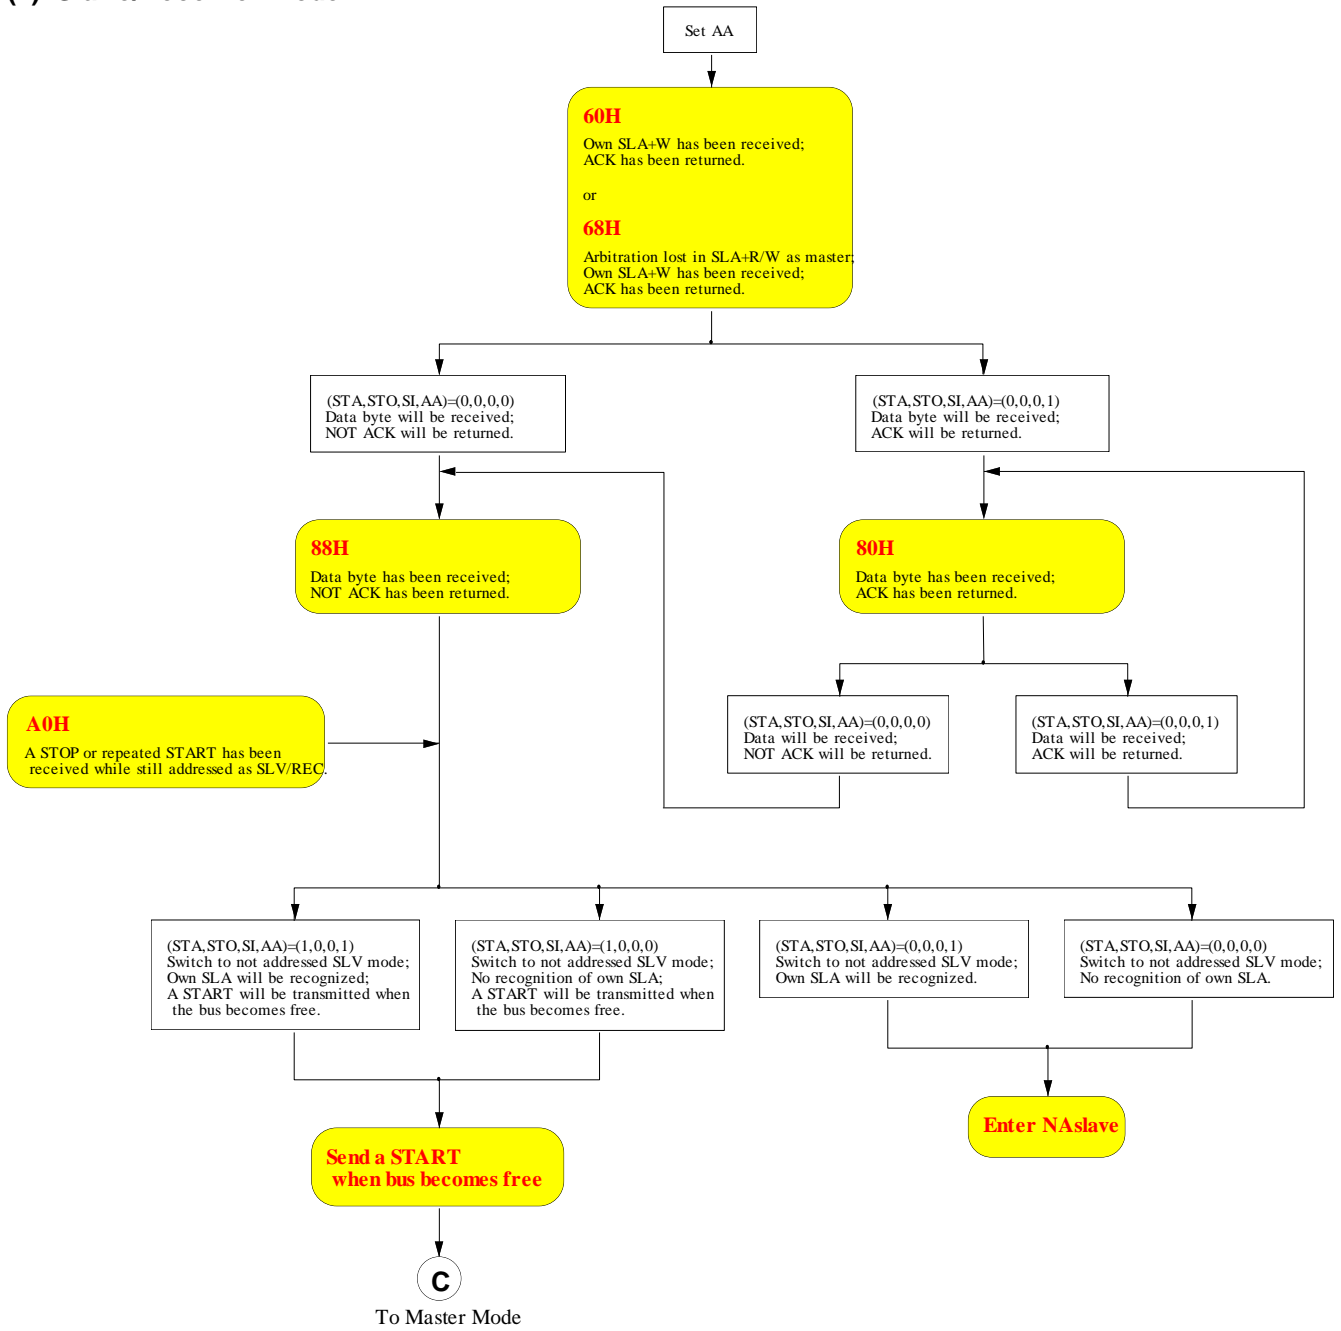 Set AA
60H
Own SLA+W has been received;
ACK has been returned.
or
68H
Arbitration lost in SLA+R/W as master;
Own SLA+W has been received;
ACK has been returned.
(STA,STO,SI,AA)=(0,0,0,0)
Data byte will be received;
NOT ACK will be returned.
(STA,STO,SI,AA)=(0,0,0,1)
Data byte will be received;
ACK will be returned.
88H
Data byte has been received;
NOT ACK has been returned.
80H
Data byte has been received;
ACK has been returned.
A0H
A STOP or repeated START has been
received while still addressed as SLV/REC.
(STA,STO,SI,AA)=(0,0,0,0)
Data will be received;
NOT ACK will be returned.
(STA,STO,SI,AA)=(0,0,0,1)
Data will be received;
ACK will be returned.
(STA,STO,SI,AA)=(1,0,0,1)
Switch to not addressed SLV mode;
Own SLA will be recognized;
A START will be transmitted when
the bus becomes free.
(STA,STO,SI,AA)=(1,0,0,0)
Switch to not addressed SLV mode;
No recognition of own SLA;
A START will be transmitted when
the bus becomes free.
(STA,STO,SI,AA)=(0,0,0,1)
Switch to not addressed SLV mode;
Own SLA will be recognized.
(STA,STO,SI,AA)=(0,0,0,0)
Switch to not addressed SLV mode;
No recognition of own SLA.
Send a START
when bus becomes free
Enter NAslave
C
To Master Mode